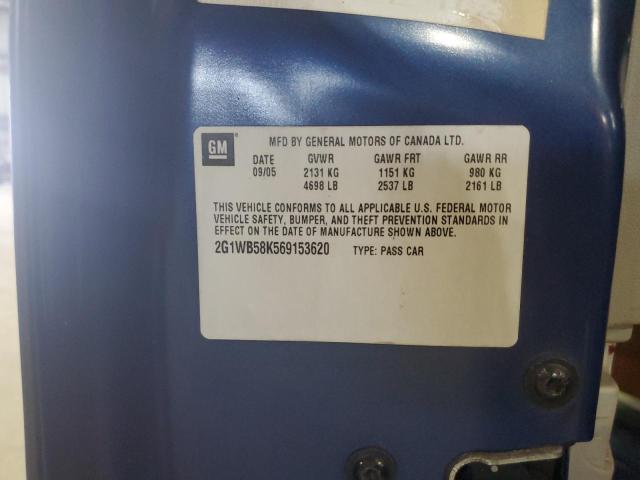 GM
MFD BY GENERAL MOTORS OF CANADA LTD.
DATE GVWR GAWR FRT GAWR RR
09/05 2131 KG 1151 KG 980 KG
4698 LB 2537 LB 2161 LB
THIS VEHICLE CONFORMS TO ALL APPLICABLE U.S. FEDERAL MOTOR
VEHICLE SAFETY, BUMPER, AND THEFT PREVENTION STANDARDS IN
EFFECT ON THE DATE OF MANUFACTURE SHOWN ABOVE.
2G1WB58K569153620 TYPE: PASS CAR